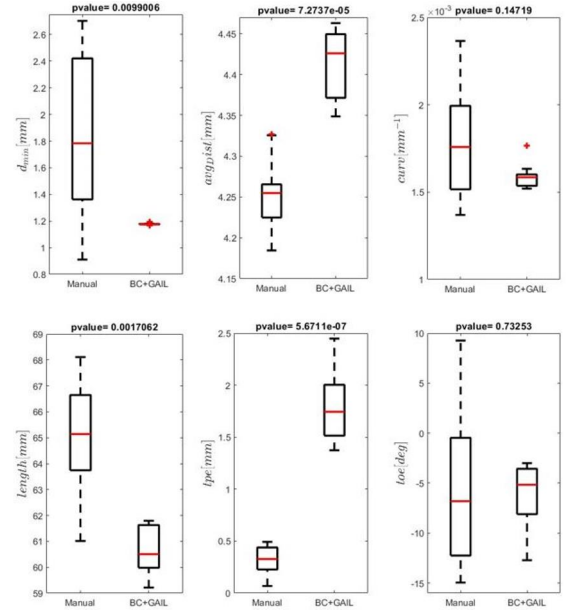 pvalue= 0.0099006
d_min[mm]
2.6
2.4
2.2
2
1.8
1.6
1.4
1.2
1
0.8
Manual BC+GAIL
pvalue= 7.2737e-05
avg_Dist[mm]
4.45
4.4
4.35
4.3
4.25
4.2
4.15
Manual BC+GAIL
×10⁻³ pvalue= 0.14719
curv[mm⁻¹]
2.5
2
1.5
1
Manual BC+GAIL
pvalue= 0.0017062
length[mm]
69
68
67
66
65
64
63
62
61
60
59
Manual BC+GAIL
pvalue= 5.6711e-07
tpe[mm]
2.5
2
1.5
1
0.5
0
Manual BC+GAIL
pvalue= 0.73253
toe[deg]
10
5
0
-5
-10
-15
Manual BC+GAIL